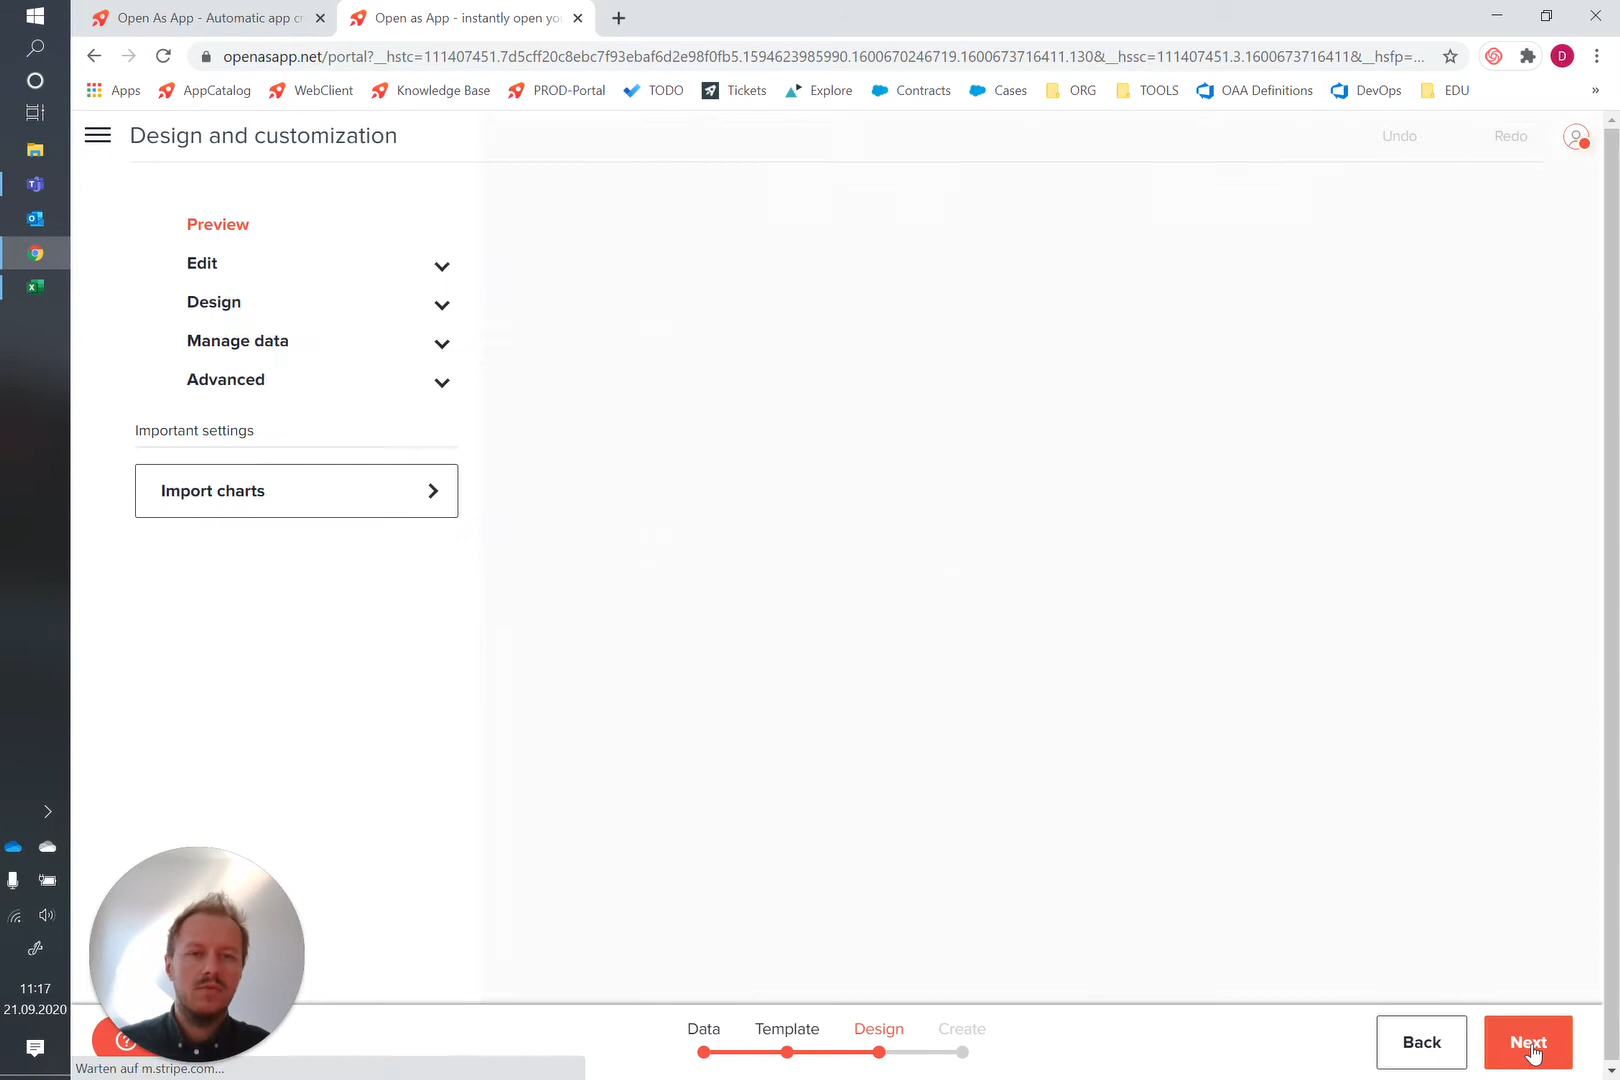 Open As App - Automatic app cr
Open as App - instantly open you
openasapp.net/portal?__hstc=111407451.7d5cff20c8ebc7f93ebaf6d2e98f0fb5.1594623985990.1600670246719.1600673716411.130&__hssc=111407451.3.1600673716411&__hsfp=...
D
Apps
AppCatalog
WebClient
Knowledge Base
PROD-Portal
TODO
Tickets
Explore
Contracts
Cases
ORG
TOOLS
OAA Definitions
DevOps
EDU
»
Design and customization
Undo
Redo
Preview
Edit
Design
Manage data
Advanced
Important settings
Import charts
11:17
21.09.2020
Data
Template
Design
Create
Back
Next
Warten auf m.stripe.com...